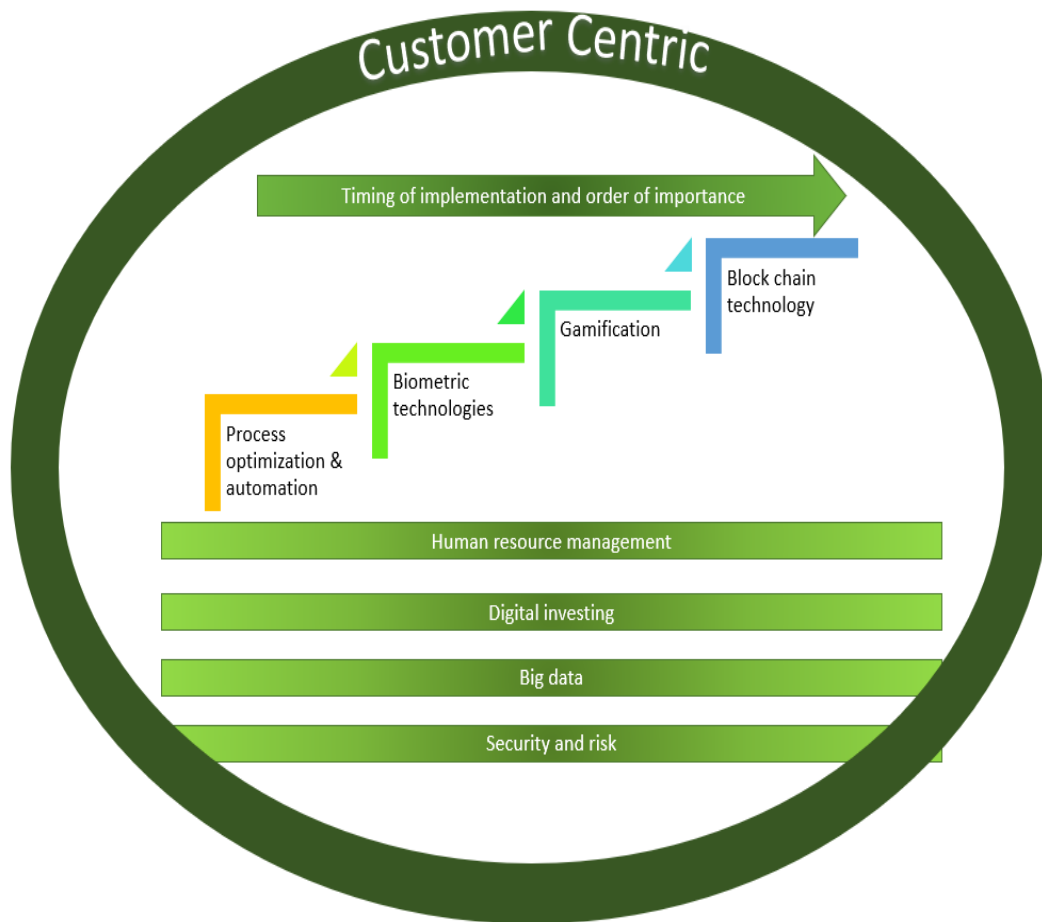 Customer Centric
Timing of implementation and order of importance
Block chain
technology
Gamification
Biometric
technologies
Process
optimization &
automation
Human resource management
Digital investing
Big data
Security and risk